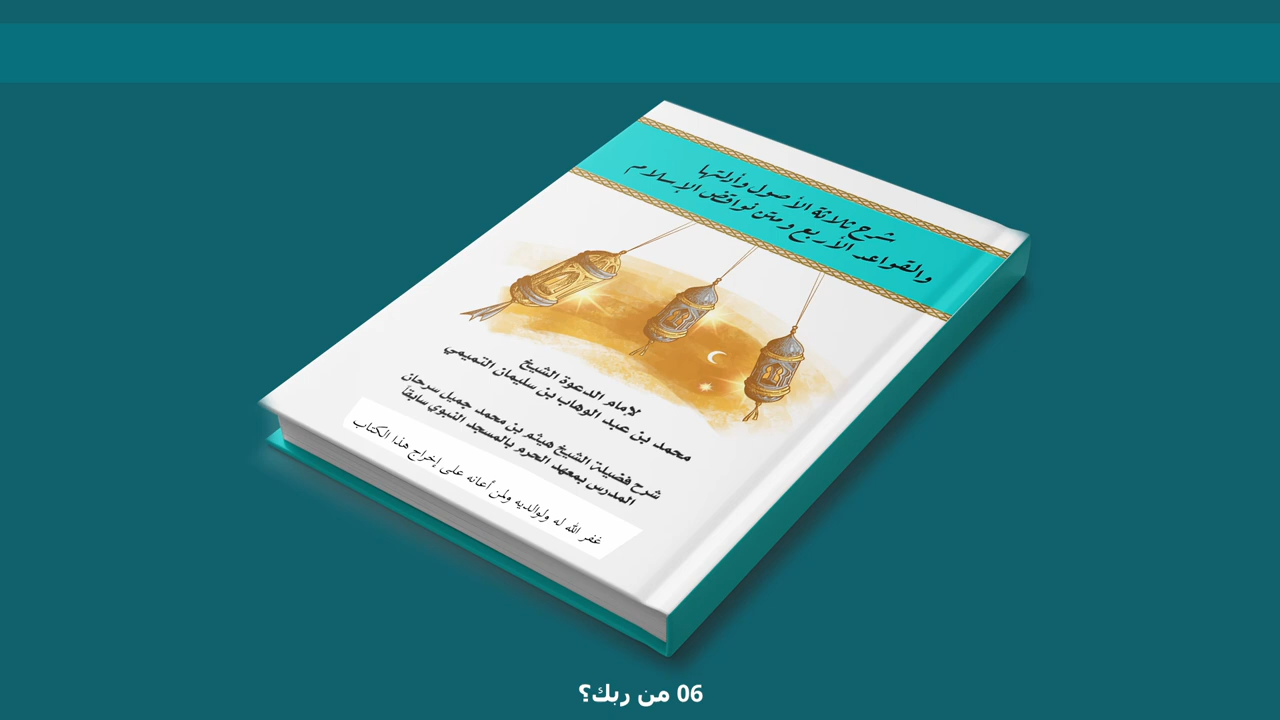 شرح ثلاثة الأصول وأدلتها
والقواعد الأربع ومتن نواقض الإسلام
لإمام الدعوة الشيخ
محمد بن عبد الوهاب بن سليمان التميمي
شرح فضيلة الشيخ هيثم بن محمد جميل سرحان
المدرس بمعهد الحرم بالمسجد النبوي سابقاً
غفر الله له ولوالديه ولمن أعانه على إخراج هذا الكتاب
06 من ربك؟